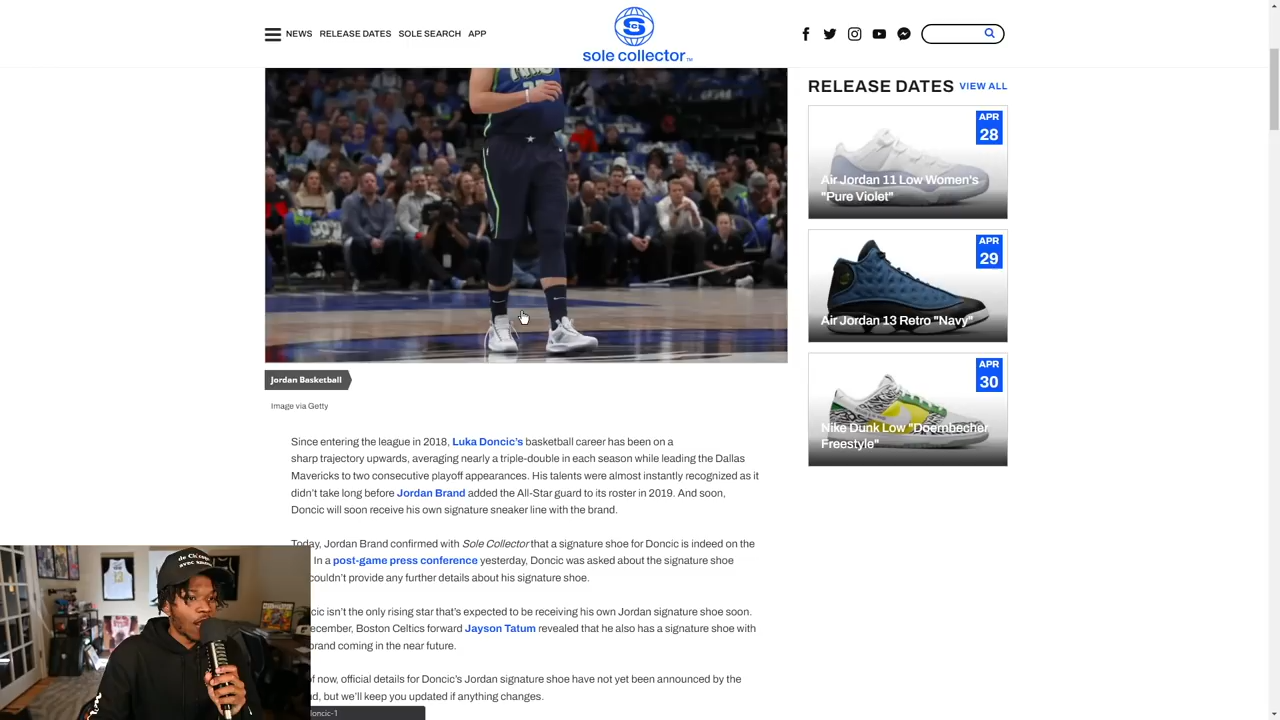 NEWS RELEASE DATES SOLE SEARCH APP
S
sole collector™
RELEASE DATES VIEW ALL
APR
28
Air Jordan 11 Low Women's
"Pure Violet"
APR
29
Air Jordan 13 Retro "Navy"
APR
30
Nike Dunk Low "Doernbecher
Freestyle"
Jordan Basketball
Image via Getty
Since entering the league in 2018, Luka Doncic's basketball career has been on a
sharp trajectory upwards, averaging nearly a triple-double in each season while leading the Dallas
Mavericks to two consecutive playoff appearances. His talents were almost instantly recognized as it
didn't take long before Jordan Brand added the All-Star guard to its roster in 2019. And soon,
Doncic will soon receive his own signature sneaker line with the brand.
Today, Jordan Brand confirmed with Sole Collector that a signature shoe for Doncic is indeed on the
In a post-game press conference yesterday, Doncic was asked about the signature shoe
couldn't provide any further details about his signature shoe.
cic isn't the only rising star that's expected to be receiving his own Jordan signature shoe soon.
ecember, Boston Celtics forward Jayson Tatum revealed that he also has a signature shoe with
brand coming in the near future.
of now, official details for Doncic's Jordan signature shoe have not yet been announced by the
nd, but we'll keep you updated if anything changes.
doncic-1